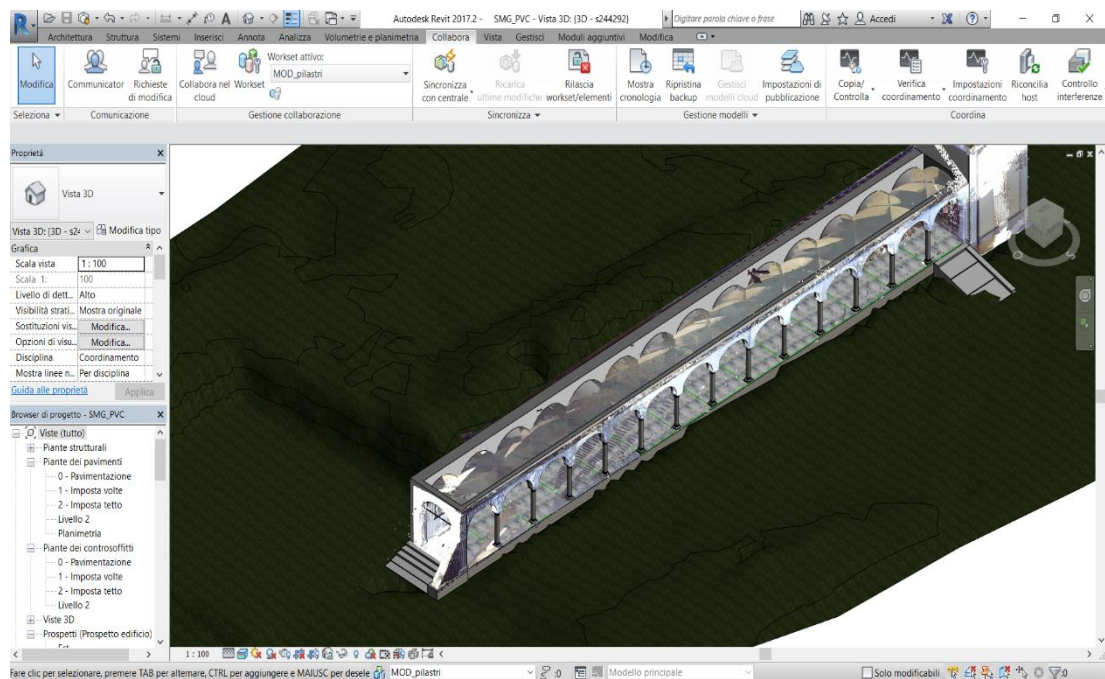 Autodesk Revit 2017.2 - SMG_PVC - Vista 3D: {3D - s244292}
Digitare parola chiave o frase
Accedi
Architettura Struttura Sistemi Inserisci Annota Analizza Volumetrie e planimetria Collabora Vista Gestisci Moduli aggiuntivi Modifica
Modifica
Communicator
Richieste di modifica
Collabora nel cloud
Workset
Workset attivo:
MOD_pilastri
Sincronizza con centrale
Ricarica ultime modifiche
Rilascia workset/elementi
Mostra cronologia
Ripristina backup
Gestisci modelli cloud
Impostazioni di pubblicazione
Copia/ Controlla
Verifica coordinamento
Impostazioni coordinamento
Riconcilia host
Controllo interferenze
Seleziona Comunicazione Gestione collaborazione Sincronizza Gestione modelli Coordina
Proprietà
Vista 3D
Vista 3D: {3D - s24 Modifica tipo
Grafica
Scala vista 1 : 100
Scala 1: 100
Livello di dett... Alto
Visibilità strati... Mostra originale
Sostituzioni vis... Modifica...
Opzioni di visu... Modifica...
Disciplina Coordinamento
Mostra linee n... Per disciplina
Guida alle proprietà Applica
Browser di progetto - SMG_PVC
Viste (tutto)
Piante strutturali
Piante dei pavimenti
0 - Pavimentazione
1 - Imposta volte
2 - Imposta tetto
Livello 2
Planimetria
Piante dei controsoffitti
0 - Pavimentazione
1 - Imposta volte
2 - Imposta tetto
Livello 2
Viste 3D
Prospetti (Prospetto edificio)
Est
1 : 100
Fare clic per selezionare, premere TAB per alternare, CTRL per aggiungere e MAIUSC per desele MOD_pilastri :0 Modello principale Solo modificabili :0